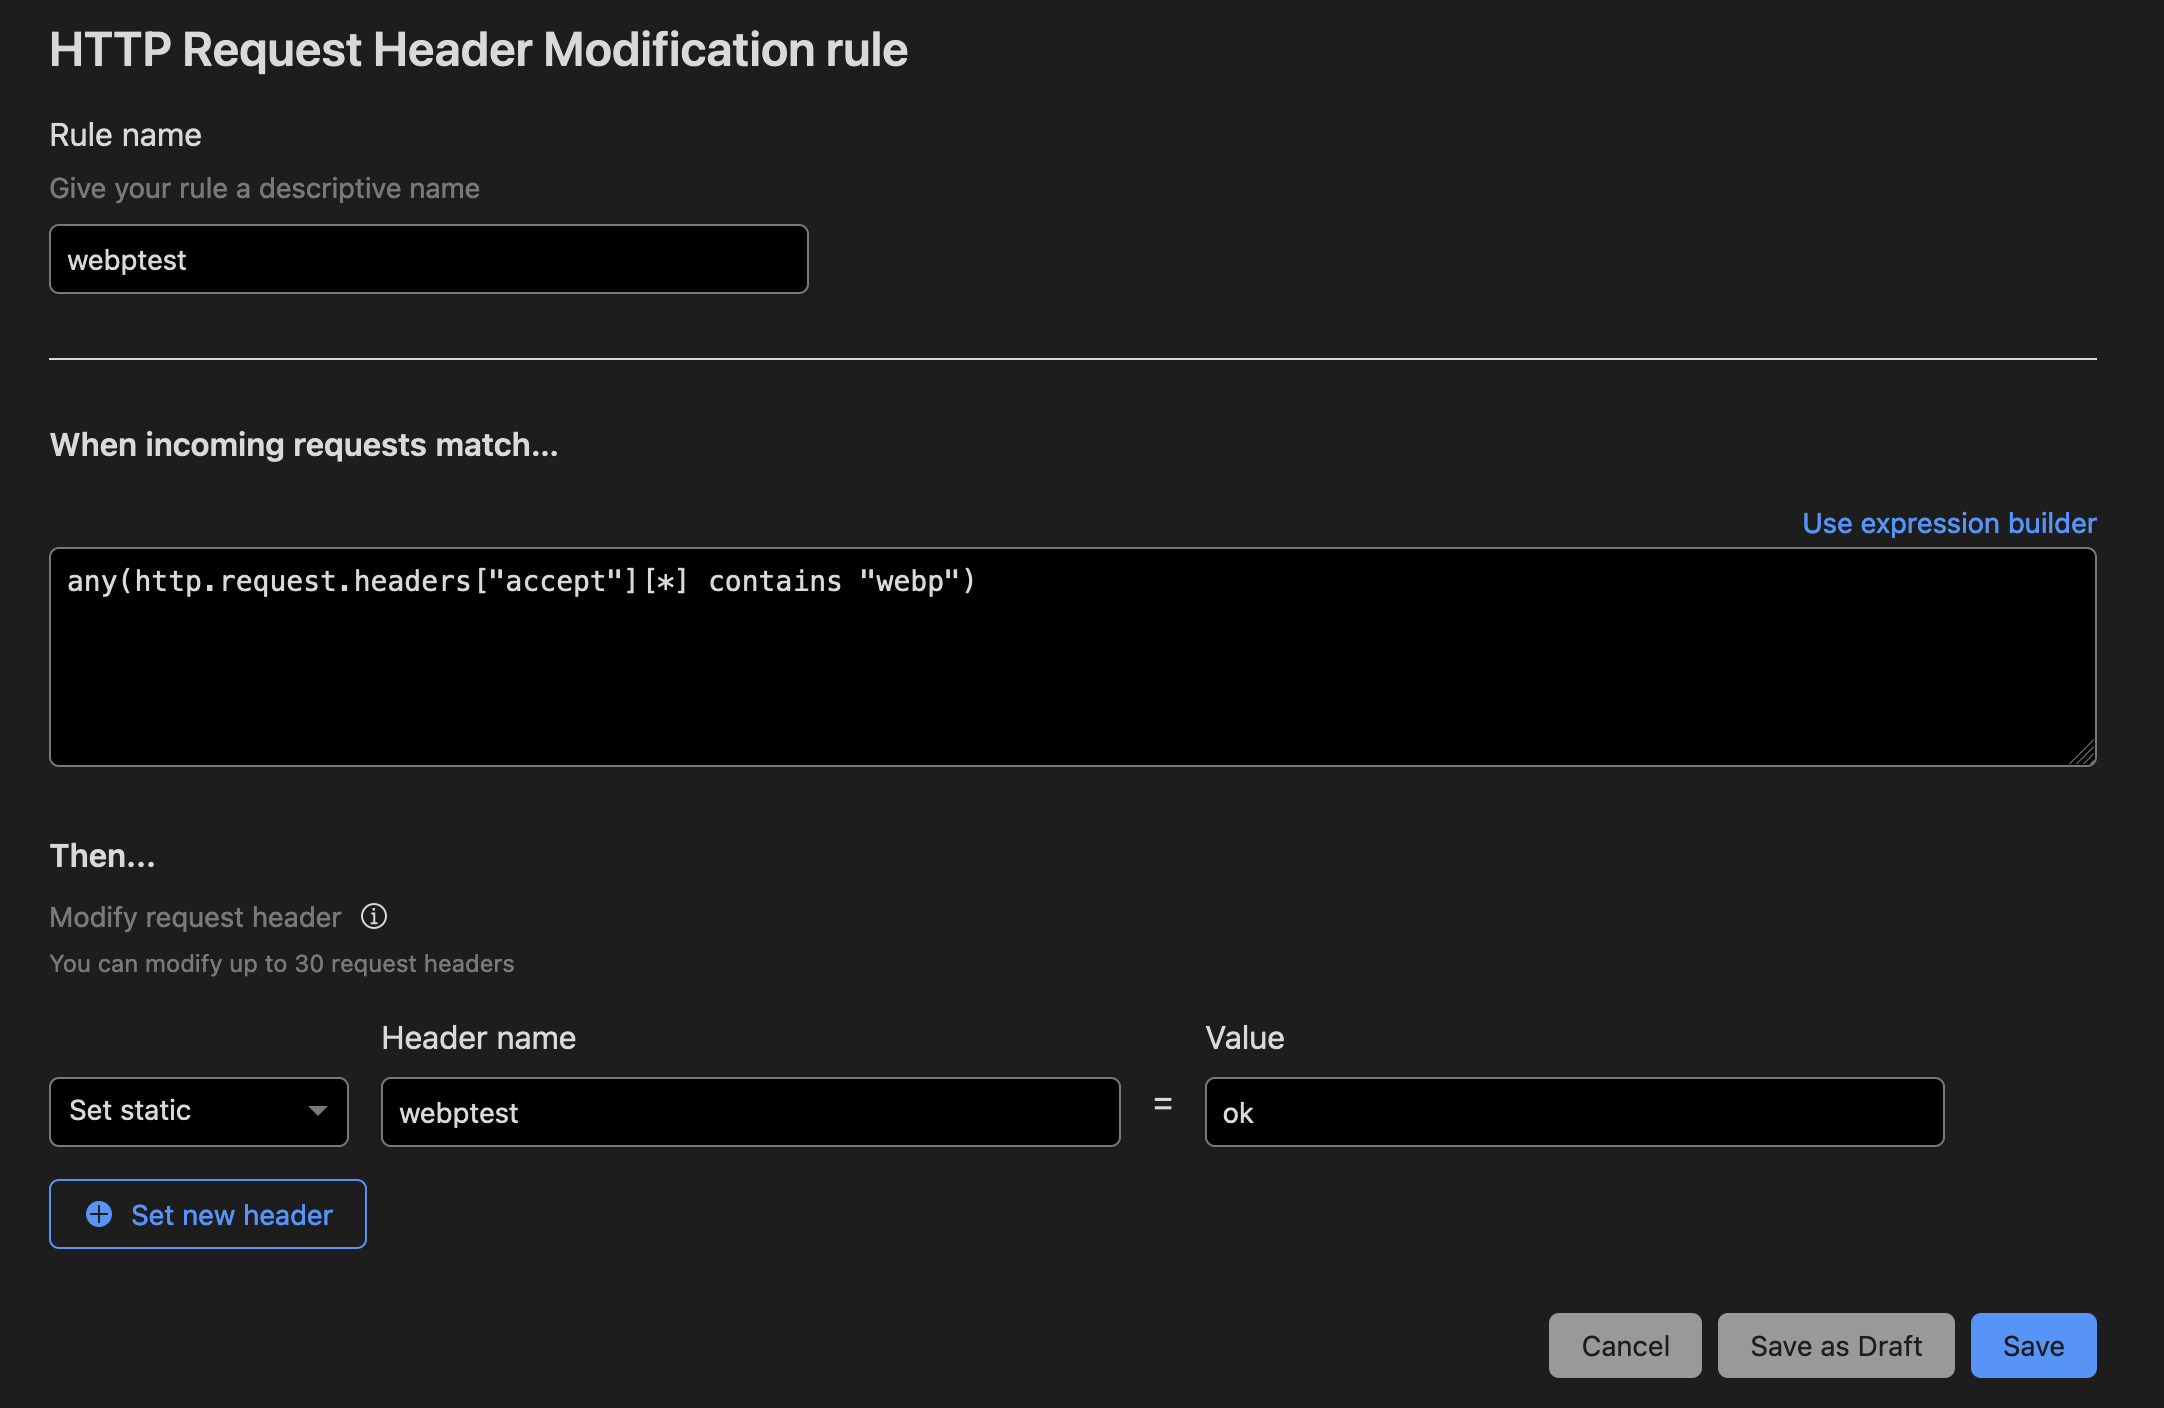 HTTP Request Header Modification rule
Rule name
Give your rule a descriptive name
webptest
When incoming requests match...
Use expression builder
any(http.request.headers["accept"][*] contains "webp")
Then...
Modify request header
You can modify up to 30 request headers
Header name
Value
Set static
webptest
=
ok
Set new header
Cancel
Save as Draft
Save